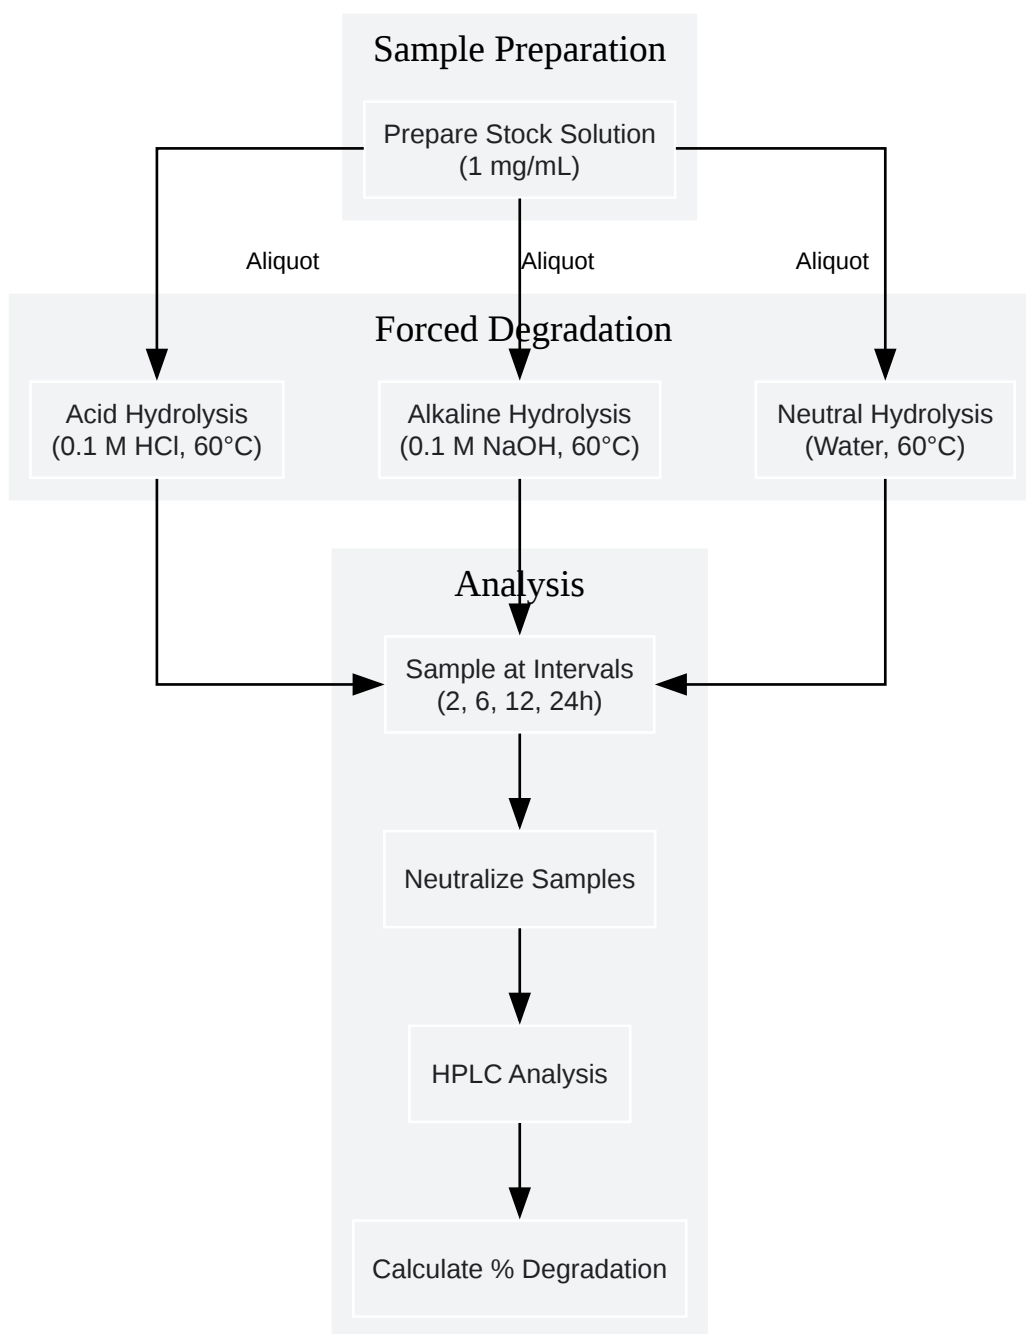 Sample Preparation
Prepare Stock Solution
(1 mg/mL)
Aliquot
Aliquot
Aliquot
Forced Degradation
Acid Hydrolysis
(0.1 M HCl, 60°C)
Alkaline Hydrolysis
(0.1 M NaOH, 60°C)
Neutral Hydrolysis
(Water, 60°C)
Analysis
Sample at Intervals
(2, 6, 12, 24h)
Neutralize Samples
HPLC Analysis
Calculate % Degradation